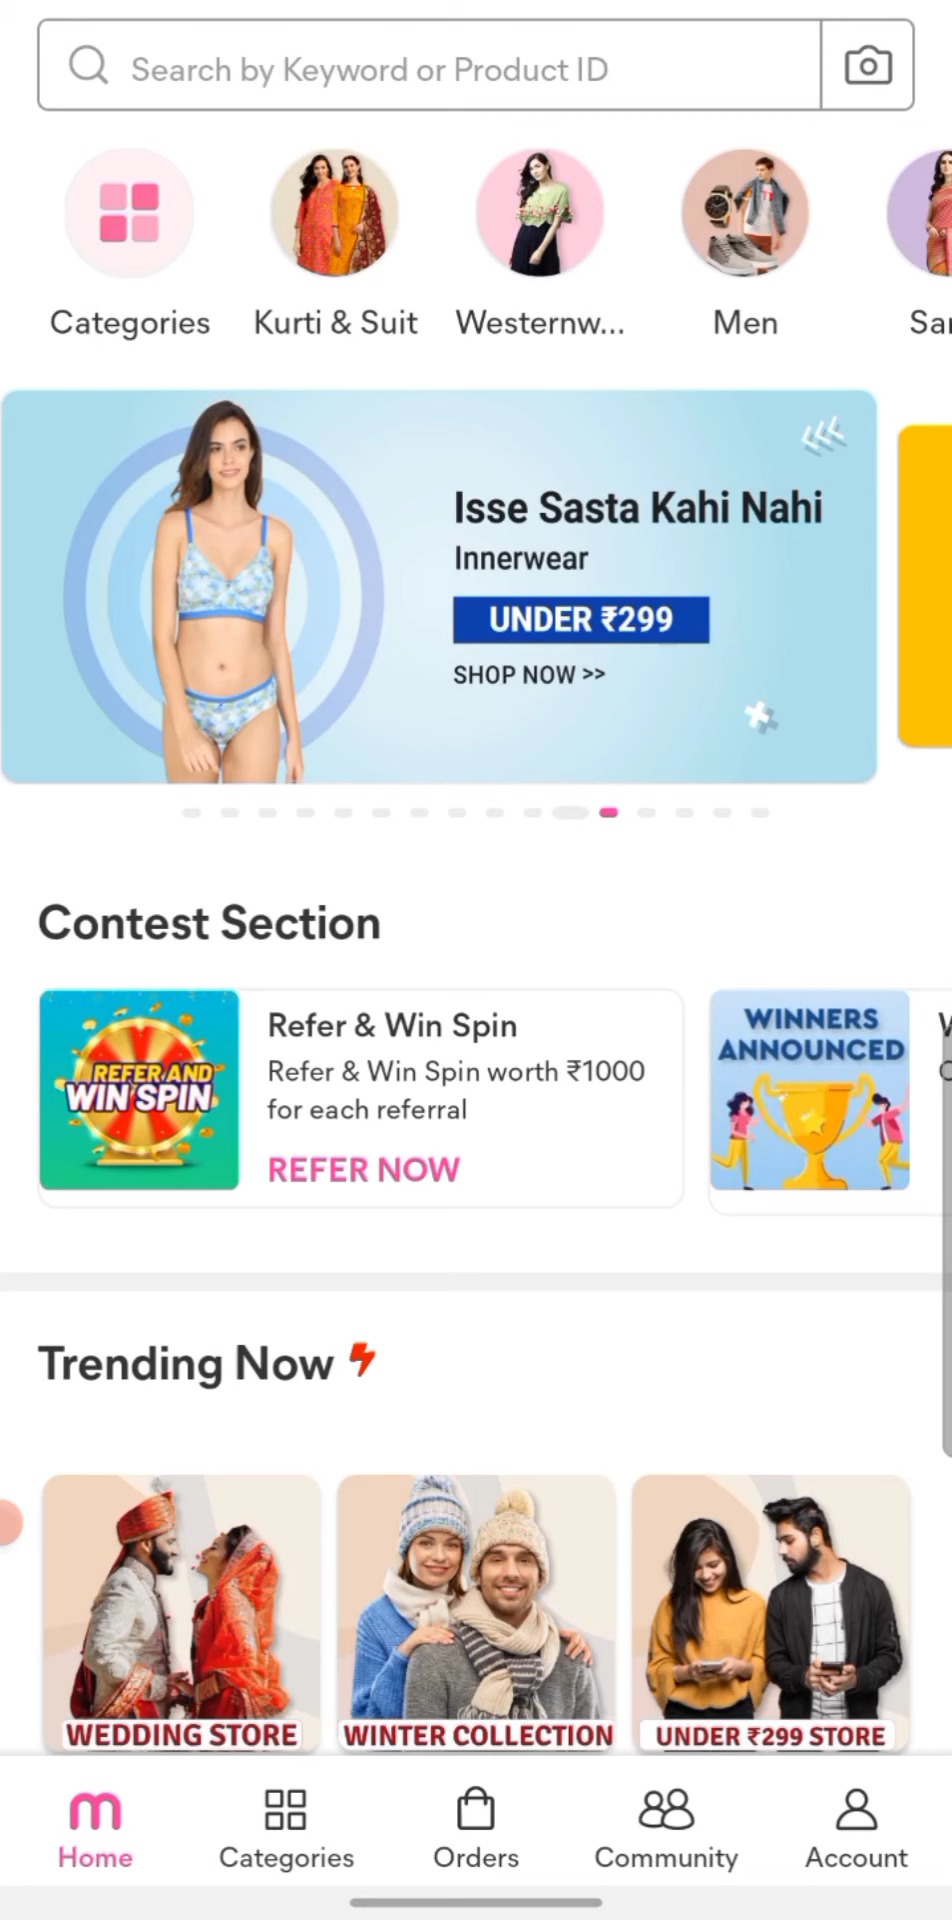 Search by Keyword or Product ID
Categories
Kurti & Suit
Westernw...
Men
Isse Sasta Kahi Nahi
Innerwear
UNDER ₹299
SHOP NOW >>
Contest Section
REFER AND
WIN SPIN
Refer & Win Spin
Refer & Win Spin worth ₹1000
for each referral
REFER NOW
WINNERS
ANNOUNCED
Trending Now
WEDDING STORE
WINTER COLLECTION
UNDER ₹299 STORE
Home
Categories
Orders
Community
Account